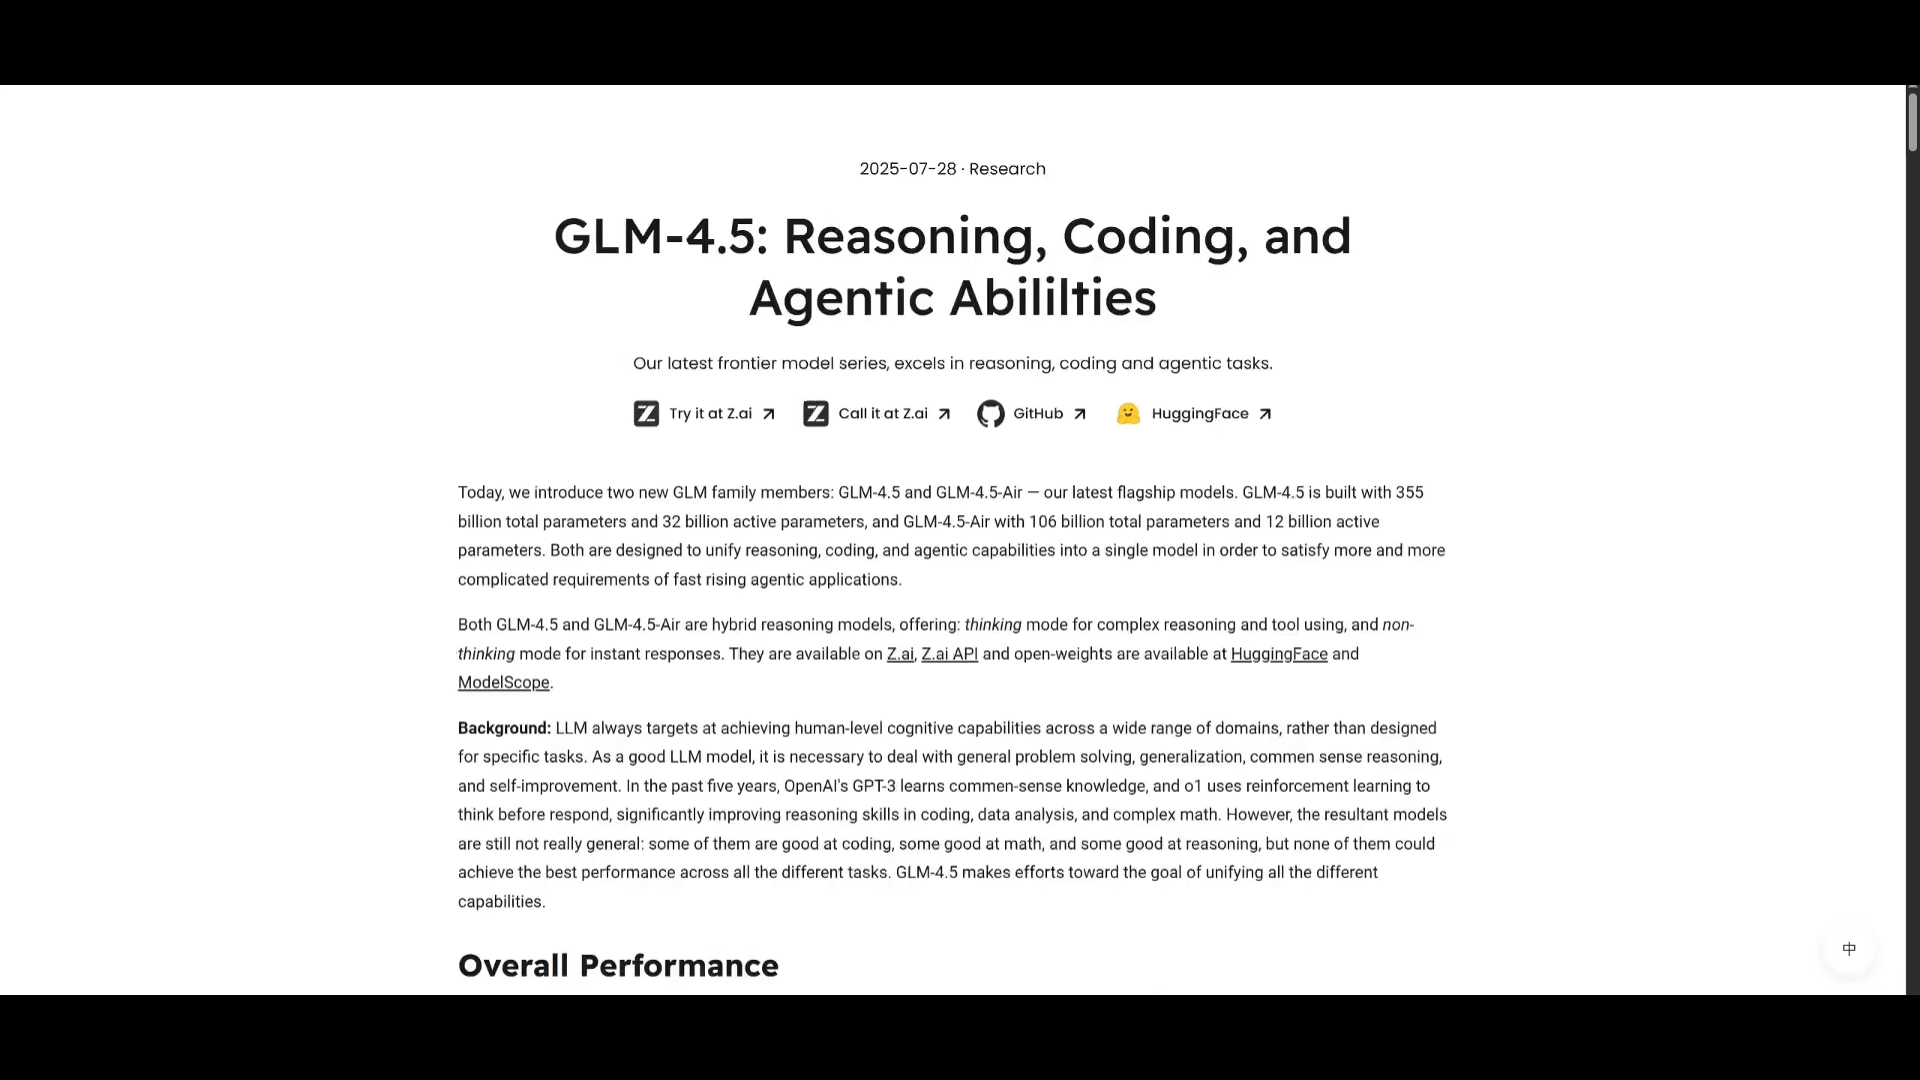 2025-07-28 · Research
GLM-4.5: Reasoning, Coding, and
Agentic Abililties
Our latest frontier model series, excels in reasoning, coding and agentic tasks.
Try it at Z.ai Call it at Z.ai GitHub HuggingFace
Today, we introduce two new GLM family members: GLM-4.5 and GLM-4.5-Air — our latest flagship models. GLM-4.5 is built with 355
billion total parameters and 32 billion active parameters, and GLM-4.5-Air with 106 billion total parameters and 12 billion active
parameters. Both are designed to unify reasoning, coding, and agentic capabilities into a single model in order to satisfy more and more
complicated requirements of fast rising agentic applications.
Both GLM-4.5 and GLM-4.5-Air are hybrid reasoning models, offering: thinking mode for complex reasoning and tool using, and non-
thinking mode for instant responses. They are available on Z.ai, Z.ai API and open-weights are available at HuggingFace and
ModelScope.
Background: LLM always targets at achieving human-level cognitive capabilities across a wide range of domains, rather than designed
for specific tasks. As a good LLM model, it is necessary to deal with general problem solving, generalization, commen sense reasoning,
and self-improvement. In the past five years, OpenAI's GPT-3 learns commen-sense knowledge, and o1 uses reinforcement learning to
think before respond, significantly improving reasoning skills in coding, data analysis, and complex math. However, the resultant models
are still not really general: some of them are good at coding, some good at math, and some good at reasoning, but none of them could
achieve the best performance across all the different tasks. GLM-4.5 makes efforts toward the goal of unifying all the different
capabilities.
中
Overall Performance